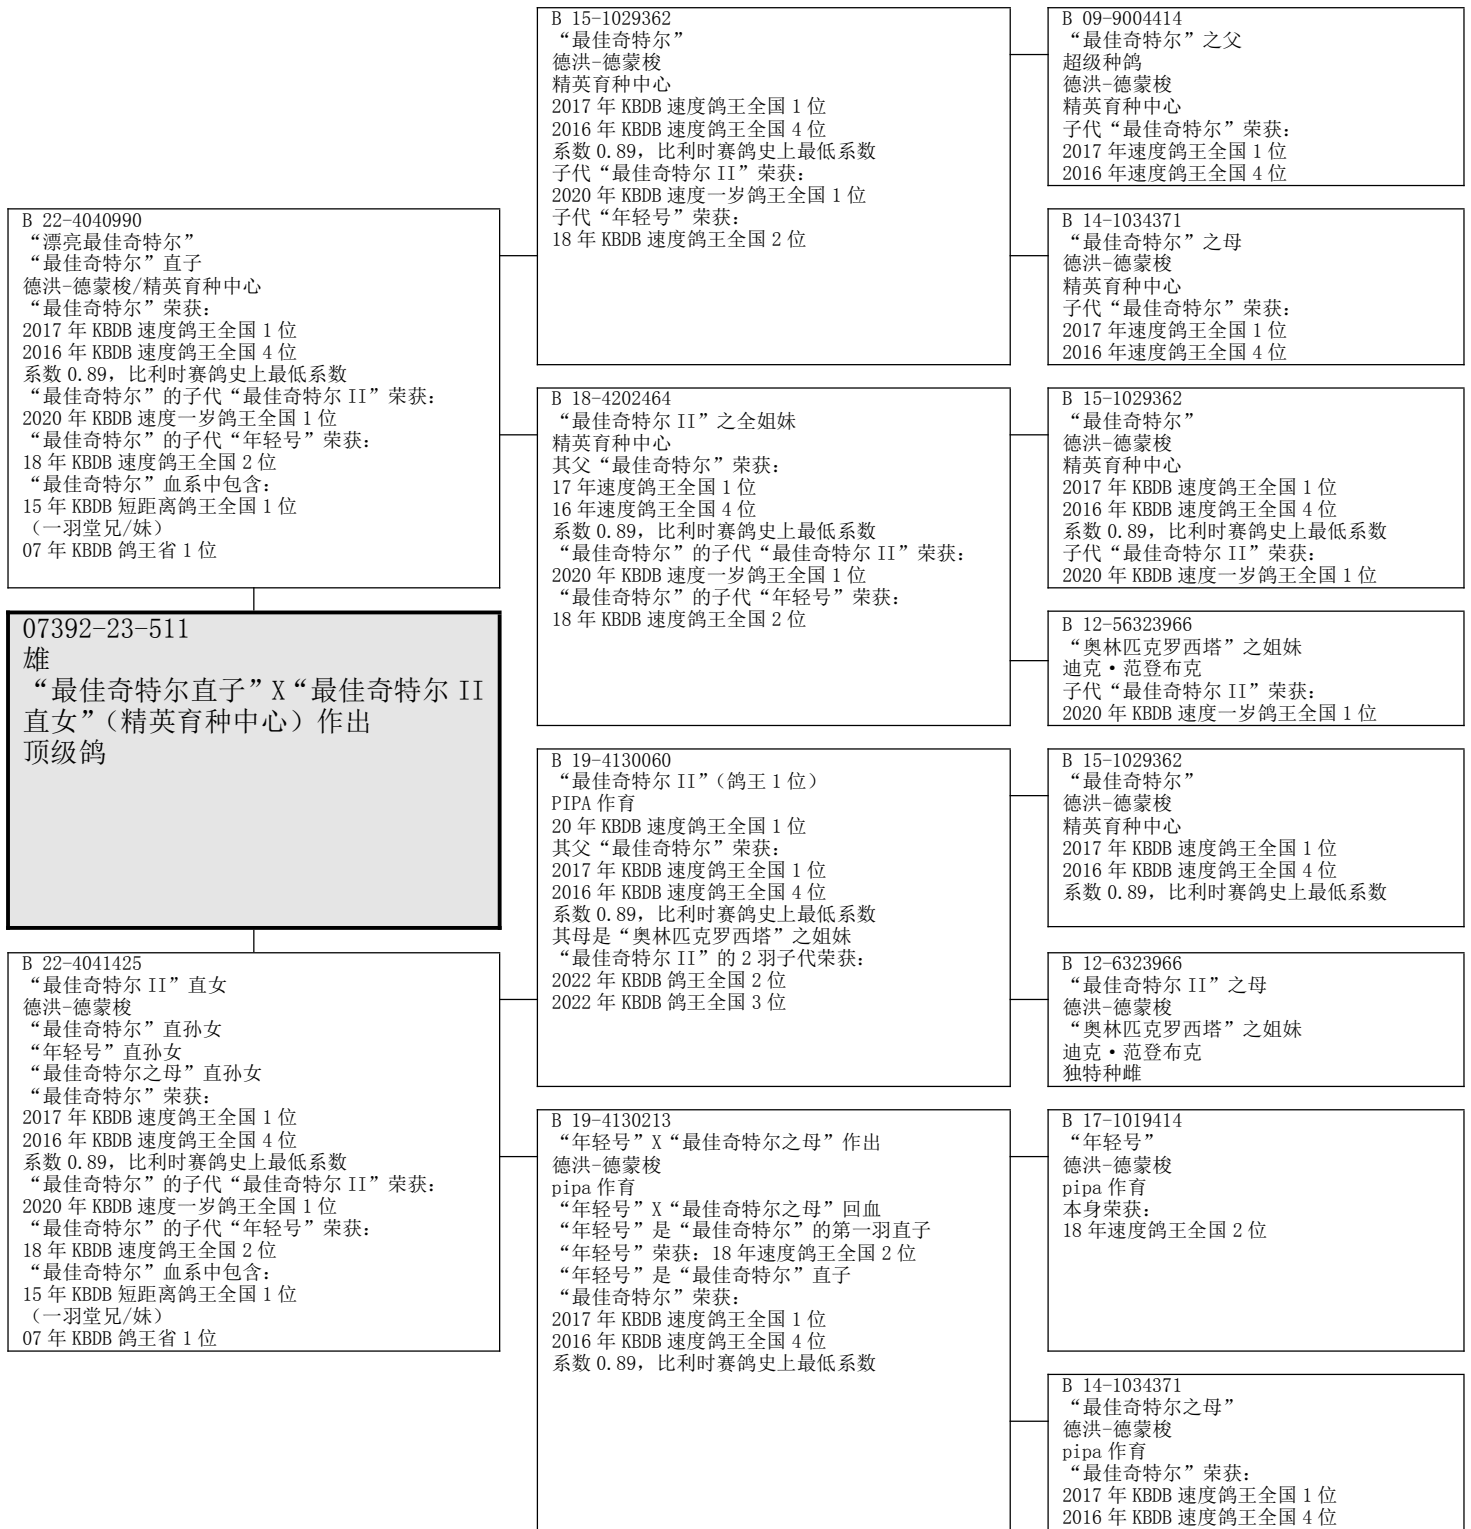 B 22-4040990
“漂亮最佳奇特尔”
“最佳奇特尔”直子
德洪-德蒙梭/精英育种中心
“最佳奇特尔”荣获：
2017 年 KBDB 速度鸽王全国 1 位
2016 年 KBDB 速度鸽王全国 4 位
系数 0.89，比利时赛鸽史上最低系数
“最佳奇特尔”的子代“最佳奇特尔 II”荣获：
2020 年 KBDB 速度一岁鸽王全国 1 位
“最佳奇特尔”的子代“年轻号”荣获：
18 年 KBDB 速度鸽王全国 2 位
“最佳奇特尔”血系中包含：
15 年 KBDB 短距离鸽王全国 1 位
（一羽堂兄/妹）
07 年 KBDB 鸽王省 1 位
07392-23-511
雄
“最佳奇特尔直子”X“最佳奇特尔 II
直女”（精英育种中心）作出
顶级鸽
B 22-4041425
“最佳奇特尔 II”直女
德洪-德蒙梭
“最佳奇特尔”直孙女
“年轻号”直孙女
“最佳奇特尔之母”直孙女
“最佳奇特尔”荣获：
2017 年 KBDB 速度鸽王全国 1 位
2016 年 KBDB 速度鸽王全国 4 位
系数 0.89，比利时赛鸽史上最低系数
“最佳奇特尔”的子代“最佳奇特尔 II”荣获：
2020 年 KBDB 速度一岁鸽王全国 1 位
“最佳奇特尔”的子代“年轻号”荣获：
18 年 KBDB 速度鸽王全国 2 位
“最佳奇特尔”血系中包含：
15 年 KBDB 短距离鸽王全国 1 位
（一羽堂兄/妹）
07 年 KBDB 鸽王省 1 位
B 15-1029362
“最佳奇特尔”
德洪-德蒙梭
精英育种中心
2017 年 KBDB 速度鸽王全国 1 位
2016 年 KBDB 速度鸽王全国 4 位
系数 0.89，比利时赛鸽史上最低系数
子代“最佳奇特尔 II”荣获：
2020 年 KBDB 速度一岁鸽王全国 1 位
子代“年轻号”荣获：
18 年 KBDB 速度鸽王全国 2 位
B 18-4202464
“最佳奇特尔 II”之全姐妹
精英育种中心
其父“最佳奇特尔”荣获：
17 年速度鸽王全国 1 位
16 年速度鸽王全国 4 位
系数 0.89，比利时赛鸽史上最低系数
“最佳奇特尔”的子代“最佳奇特尔 II”荣获：
2020 年 KBDB 速度一岁鸽王全国 1 位
“最佳奇特尔”的子代“年轻号”荣获：
18 年 KBDB 速度鸽王全国 2 位
B 19-4130060
“最佳奇特尔 II”（鸽王 1 位）
PIPA 作育
20 年 KBDB 速度鸽王全国 1 位
其父“最佳奇特尔”荣获：
2017 年 KBDB 速度鸽王全国 1 位
2016 年 KBDB 速度鸽王全国 4 位
系数 0.89，比利时赛鸽史上最低系数
其母是“奥林匹克罗西塔”之姐妹
“最佳奇特尔 II”的 2 羽子代荣获：
2022 年 KBDB 鸽王全国 2 位
2022 年 KBDB 鸽王全国 3 位
B 19-4130213
“年轻号”X“最佳奇特尔之母”作出
德洪-德蒙梭
pipa 作育
“年轻号”X“最佳奇特尔之母”回血
“年轻号”是“最佳奇特尔”的第一羽直子
“年轻号”荣获：18 年速度鸽王全国 2 位
“年轻号”是“最佳奇特尔”直子
“最佳奇特尔”荣获：
2017 年 KBDB 速度鸽王全国 1 位
2016 年 KBDB 速度鸽王全国 4 位
系数 0.89，比利时赛鸽史上最低系数
B 09-9004414
“最佳奇特尔”之父
超级种鸽
德洪-德蒙梭
精英育种中心
子代“最佳奇特尔”荣获：
2017 年速度鸽王全国 1 位
2016 年速度鸽王全国 4 位
B 14-1034371
“最佳奇特尔”之母
德洪-德蒙梭
精英育种中心
子代“最佳奇特尔”荣获：
2017 年速度鸽王全国 1 位
2016 年速度鸽王全国 4 位
B 15-1029362
“最佳奇特尔”
德洪-德蒙梭
精英育种中心
2017 年 KBDB 速度鸽王全国 1 位
2016 年 KBDB 速度鸽王全国 4 位
系数 0.89，比利时赛鸽史上最低系数
子代“最佳奇特尔 II”荣获：
2020 年 KBDB 速度一岁鸽王全国 1 位
B 12-56323966
“奥林匹克罗西塔”之姐妹
迪克·范登布克
子代“最佳奇特尔 II”荣获：
2020 年 KBDB 速度一岁鸽王全国 1 位
B 15-1029362
“最佳奇特尔”
德洪-德蒙梭
精英育种中心
2017 年 KBDB 速度鸽王全国 1 位
2016 年 KBDB 速度鸽王全国 4 位
系数 0.89，比利时赛鸽史上最低系数
B 12-6323966
“最佳奇特尔 II”之母
德洪-德蒙梭
“奥林匹克罗西塔”之姐妹
迪克·范登布克
独特种雌
B 17-1019414
“年轻号”
德洪-德蒙梭
pipa 作育
本身荣获：
18 年速度鸽王全国 2 位
B 14-1034371
“最佳奇特尔之母”
德洪-德蒙梭
pipa 作育
“最佳奇特尔”荣获：
2017 年 KBDB 速度鸽王全国 1 位
2016 年 KBDB 速度鸽王全国 4 位